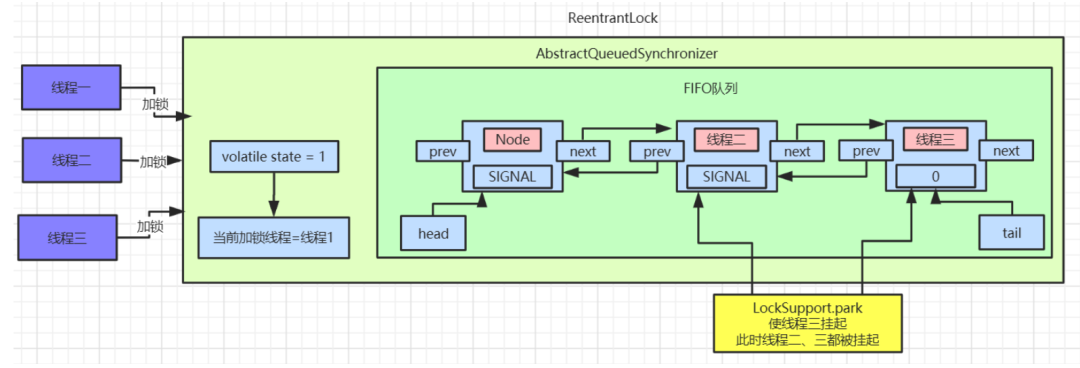 ReentrantLock
AbstractQueuedSynchronizer
FIFO队列
线程一
加锁
线程二
加锁
线程三
加锁
volatile state = 1
当前加锁线程=线程1
Node
prev
next
SIGNAL
head
线程二
prev
next
SIGNAL
线程三
prev
next
0
tail
LockSupport.park
使线程三挂起
此时线程二、三都被挂起